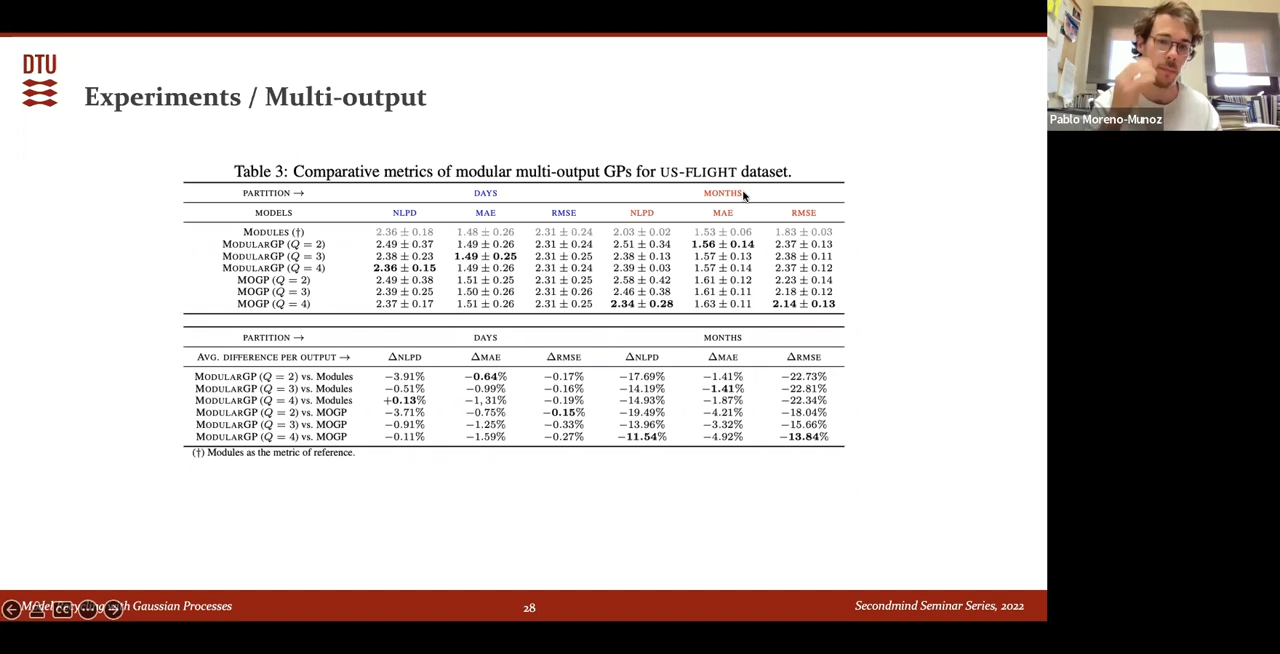 DTU
Experiments / Multi-output
Pablo Moreno-Munoz
Table 3: Comparative metrics of modular multi-output GPs for US-FLIGHT dataset.
PARTITION → DAYS MONTHS
MODELS NLPD MAE RMSE NLPD MAE RMSE
MODULES (†) 2.36 ± 0.18 1.48 ± 0.26 2.31 ± 0.24 2.03 ± 0.02 1.53 ± 0.06 1.83 ± 0.03
MODULARGP (Q = 2) 2.49 ± 0.37 1.49 ± 0.26 2.31 ± 0.24 2.51 ± 0.34 1.56 ± 0.14 2.37 ± 0.13
MODULARGP (Q = 3) 2.38 ± 0.23 1.49 ± 0.25 2.31 ± 0.25 2.38 ± 0.13 1.57 ± 0.13 2.38 ± 0.11
MODULARGP (Q = 4) 2.36 ± 0.15 1.49 ± 0.26 2.31 ± 0.24 2.39 ± 0.03 1.57 ± 0.14 2.37 ± 0.12
MOGP (Q = 2) 2.49 ± 0.38 1.51 ± 0.25 2.31 ± 0.25 2.58 ± 0.42 1.61 ± 0.12 2.23 ± 0.14
MOGP (Q = 3) 2.39 ± 0.25 1.50 ± 0.26 2.31 ± 0.26 2.46 ± 0.38 1.61 ± 0.11 2.18 ± 0.12
MOGP (Q = 4) 2.37 ± 0.17 1.51 ± 0.26 2.31 ± 0.25 2.34 ± 0.28 1.63 ± 0.11 2.14 ± 0.13
PARTITION → DAYS MONTHS
AVG. DIFFERENCE PER OUTPUT → ΔNLPD ΔMAE ΔRMSE ΔNLPD ΔMAE ΔRMSE
MODULARGP (Q = 2) vs. Modules −3.91% −0.64% −0.17% −17.69% −1.41% −22.73%
MODULARGP (Q = 3) vs. Modules −0.51% −0.99% −0.16% −14.19% −1.41% −22.81%
MODULARGP (Q = 4) vs. Modules +0.13% −1,31% −0.19% −14.93% −1.87% −22.34%
MODULARGP (Q = 2) vs. MOGP −3.71% −0.75% −0.15% −19.49% −4.21% −18.04%
MODULARGP (Q = 3) vs. MOGP −0.91% −1.25% −0.33% −13.96% −3.32% −15.66%
MODULARGP (Q = 4) vs. MOGP −0.11% −1.59% −0.27% −11.54% −4.92% −13.84%
(†) Modules as the metric of reference.
Model Recycling with Gaussian Processes
28
Secondmind Seminar Series, 2022